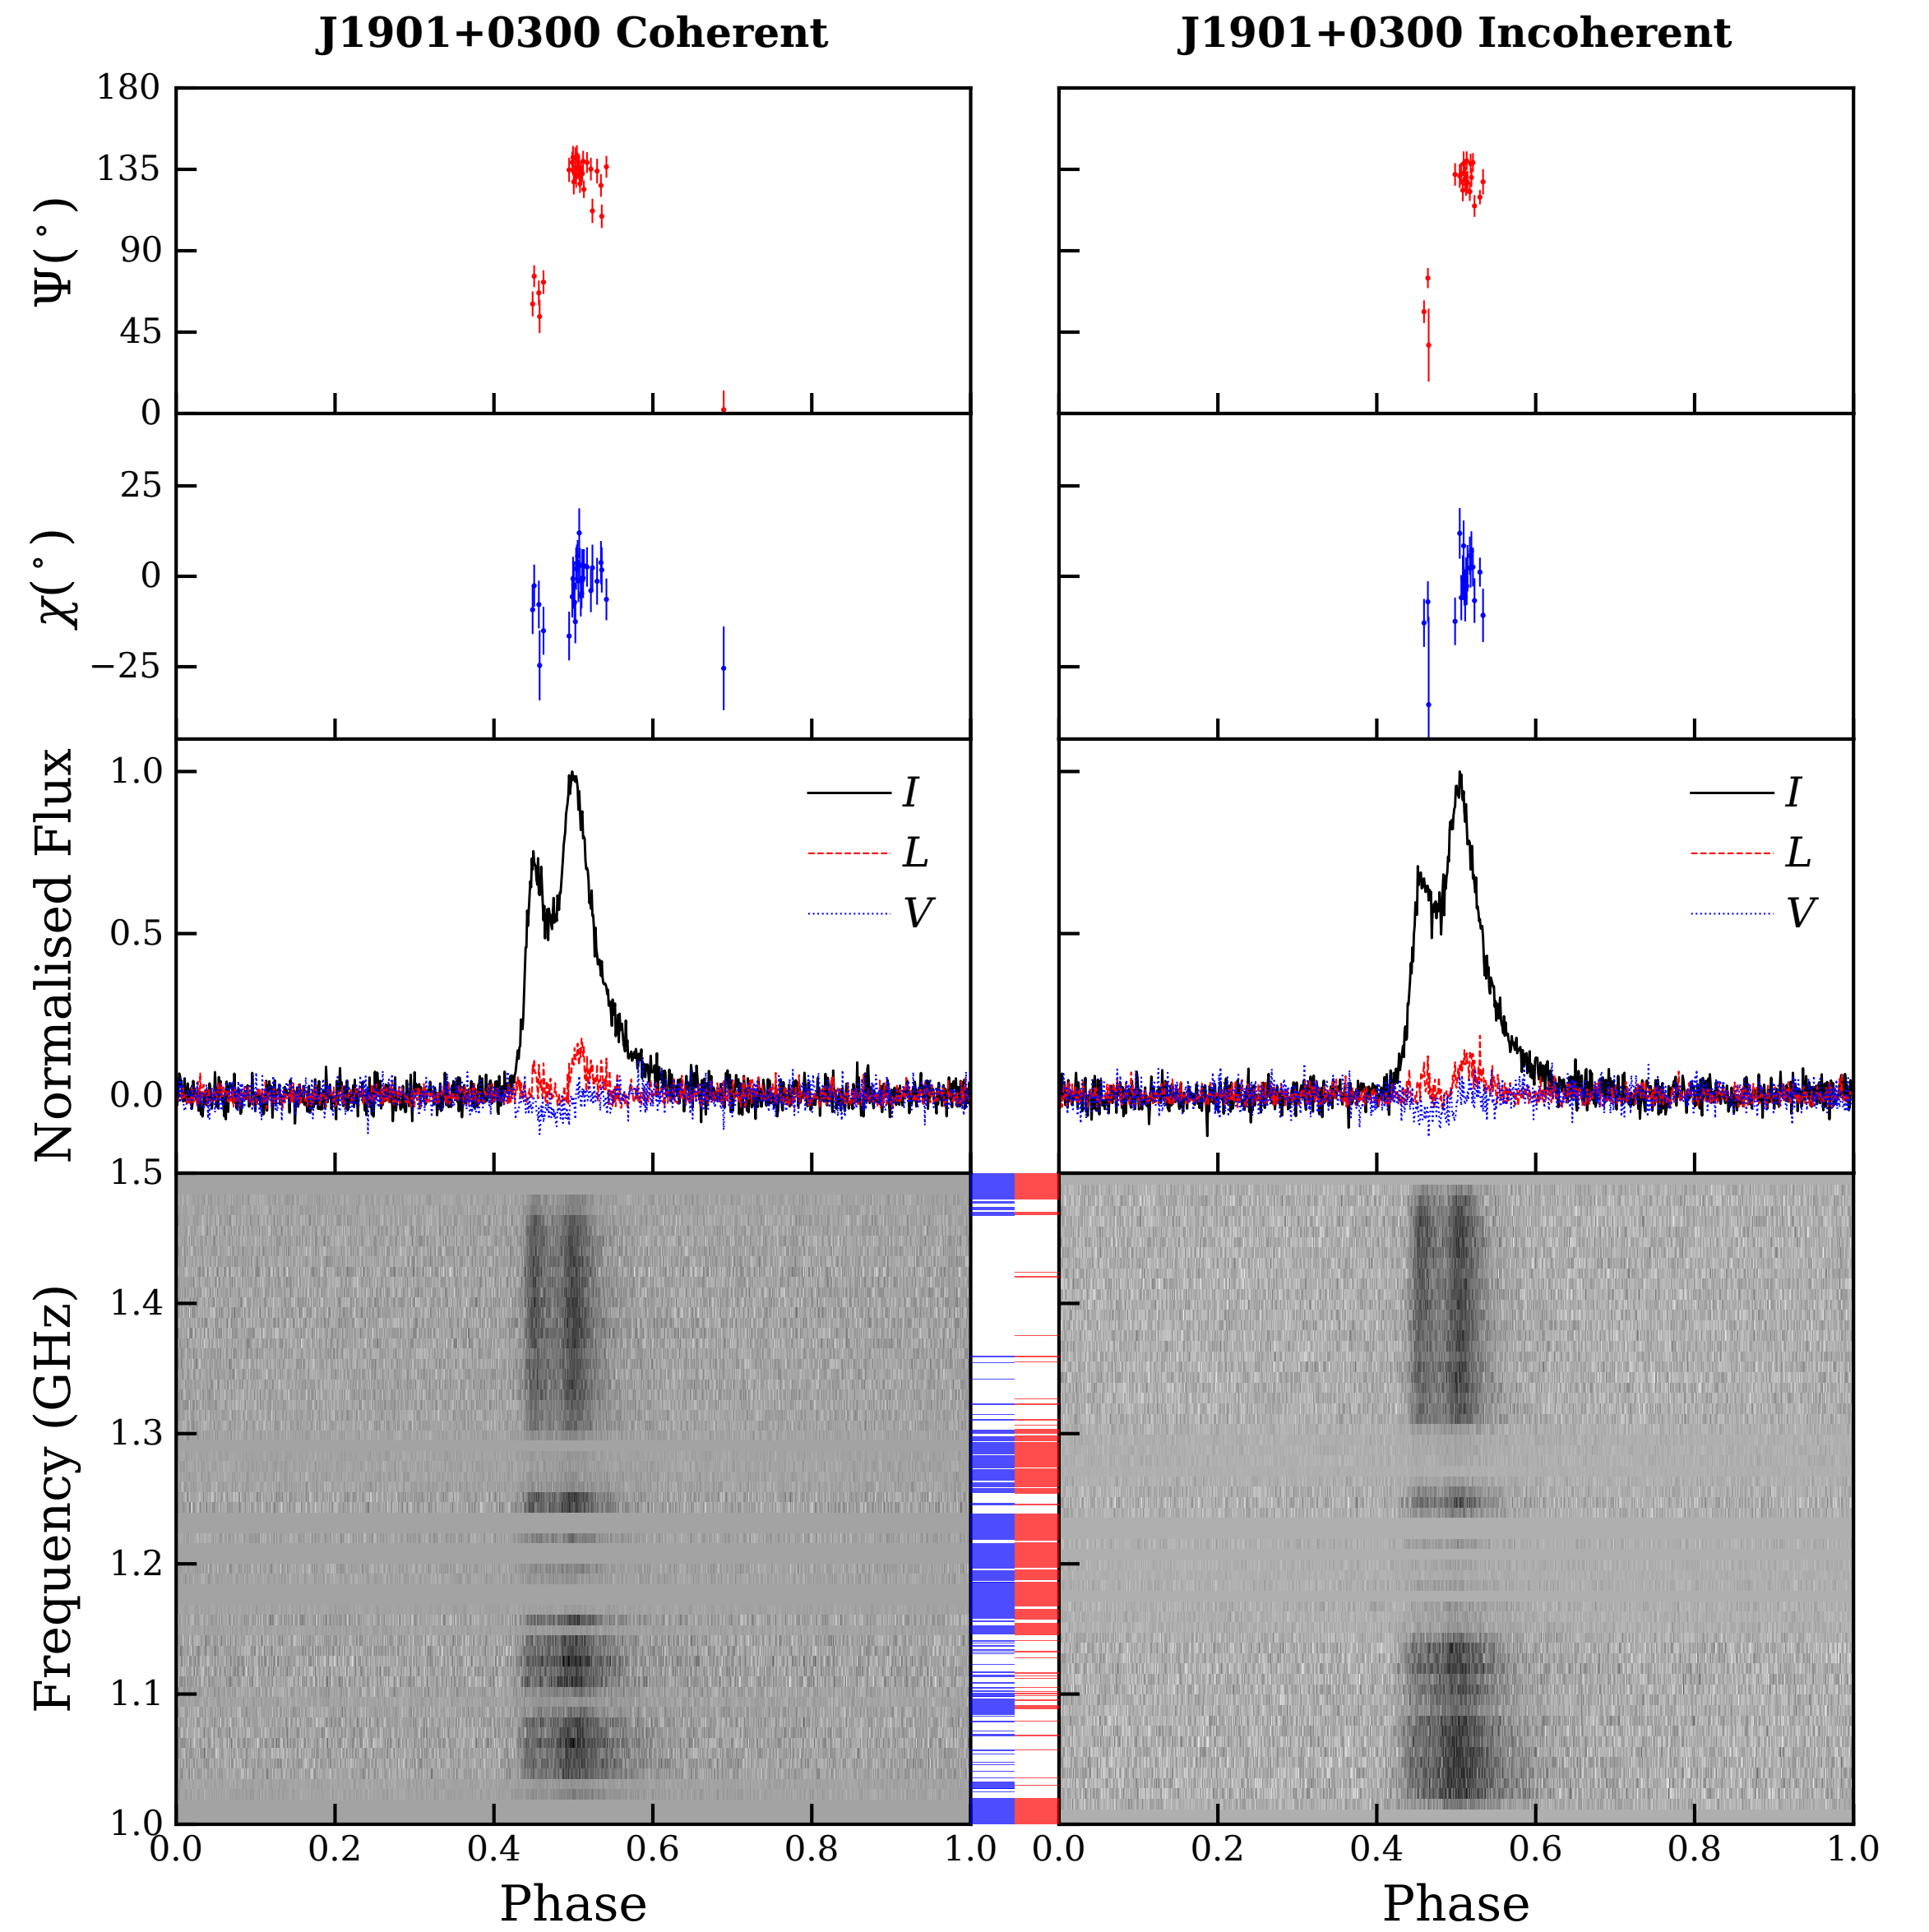 J1901+0300 Coherent
J1901+0300 Incoherent
180
135
90
45
0
Ψ(°)
25
0
−25
χ(°)
1.0
0.5
0.0
Normalised Flux
I
L
V
I
L
V
1.5
1.4
1.3
1.2
1.1
1.0
Frequency (GHz)
0.0 0.2 0.4 0.6 0.8 1.0
0.0 0.2 0.4 0.6 0.8 1.0
Phase
Phase